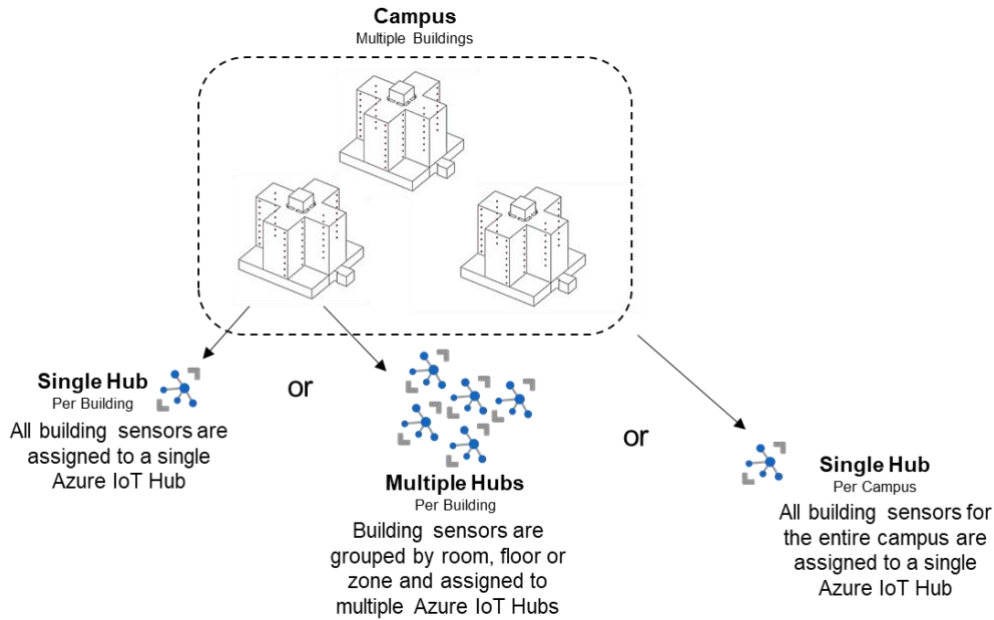 Campus
Multiple Buildings
Single Hub
Per Building
All building sensors are
assigned to a single
Azure IoT Hub
or
Multiple Hubs
Per Building
Building sensors are
grouped by room, floor or
zone and assigned to
multiple Azure IoT Hubs
or
Single Hub
Per Campus
All building sensors for
the entire campus are
assigned to a single
Azure IoT Hub